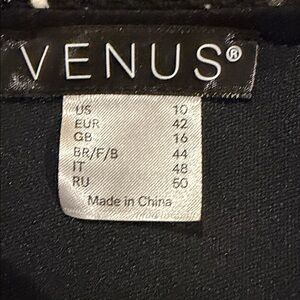 VENUS®
US 10
EUR 42
GB 16
BR/F/B 44
IT 48
RU 50
Made in China